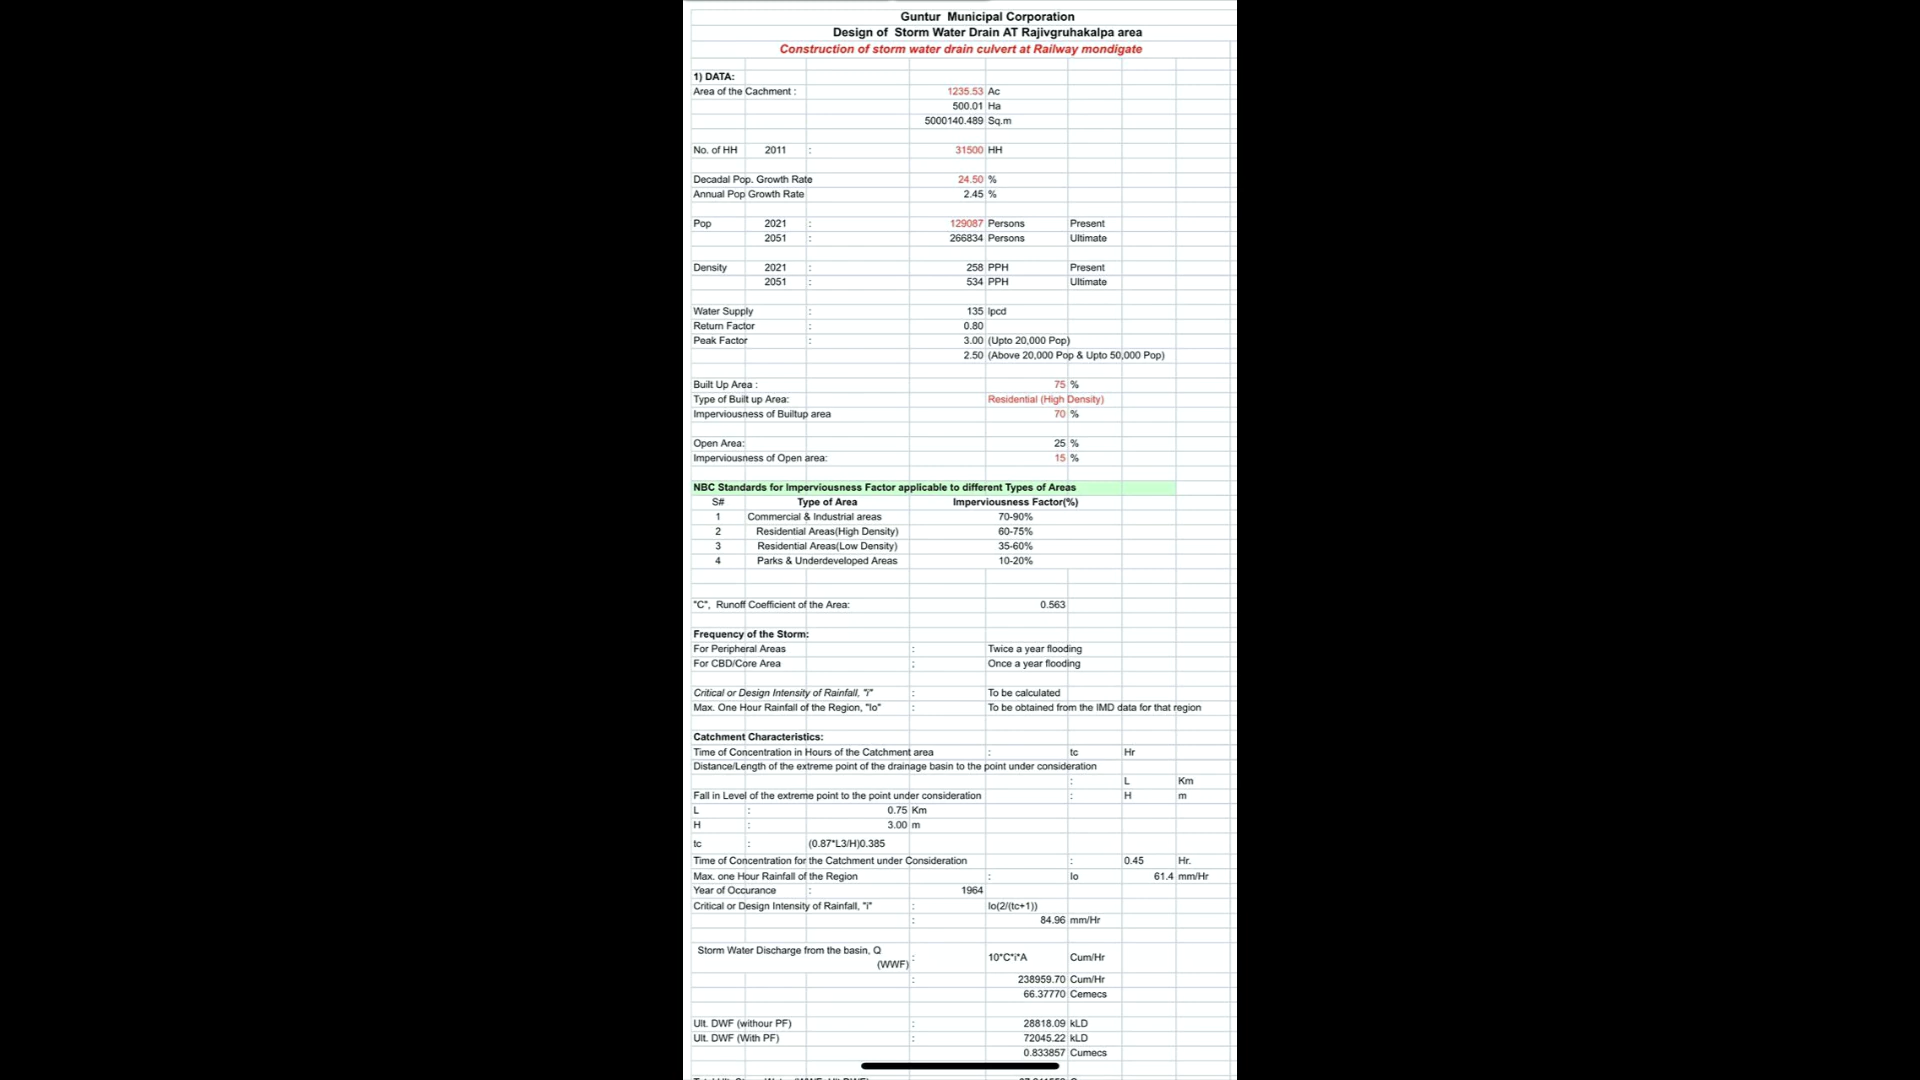 Guntur Municipal Corporation
Design of Storm Water Drain AT Rajivgruhakalpa area
Construction of storm water drain culvert at Railway mondigate
1) DATA:
Area of the Cachment : 1235.53 Ac
500.01 Ha
5000140.489 Sq.m
No. of HH 2011 : 31500 HH
Decadal Pop. Growth Rate 24.50 %
Annual Pop Growth Rate 2.45 %
Pop 2021 : 129087 Persons Present
2051 : 266834 Persons Ultimate
Density 2021 : 258 PPH Present
2051 : 534 PPH Ultimate
Water Supply : 135 lpcd
Return Factor : 0.80
Peak Factor : 3.00 (Upto 20,000 Pop)
2.50 (Above 20,000 Pop & Upto 50,000 Pop)
Built Up Area : 75 %
Type of Built up Area: Residential (High Density)
Imperviousness of Builtup area 70 %
Open Area: 25 %
Imperviousness of Open area: 15 %
NBC Standards for Imperviousness Factor applicable to different Types of Areas
S# Type of Area Imperviousness Factor(%)
1 Commercial & Industrial areas 70-90%
2 Residential Areas(High Density) 60-75%
3 Residential Areas(Low Density) 35-60%
4 Parks & Underdeveloped Areas 10-20%
"C", Runoff Coefficient of the Area: 0.563
Frequency of the Storm:
For Peripheral Areas : Twice a year flooding
For CBD/Core Area : Once a year flooding
Critical or Design Intensity of Rainfall, "i" : To be calculated
Max. One Hour Rainfall of the Region, "Io" : To be obtained from the IMD data for that region
Catchment Characteristics:
Time of Concentration in Hours of the Catchment area : tc Hr
Distance/Length of the extreme point of the drainage basin to the point under consideration
: L Km
Fall in Level of the extreme point to the point under consideration : H m
L : 0.75 Km
H : 3.00 m
tc : (0.87*L3/H)0.385
Time of Concentration for the Catchment under Consideration : 0.45 Hr.
Max. one Hour Rainfall of the Region : Io 61.4 mm/Hr
Year of Occurance : 1964
Critical or Design Intensity of Rainfall, "i" : Io(2/(tc+1))
: 84.96 mm/Hr
Storm Water Discharge from the basin, Q
(WWF) : 10*C*i*A Cum/Hr
: 238959.70 Cum/Hr
66.37770 Cemecs
Ult. DWF (withour PF) : 28818.09 kLD
Ult. DWF (With PF) : 72045.22 kLD
0.833857 Cumecs